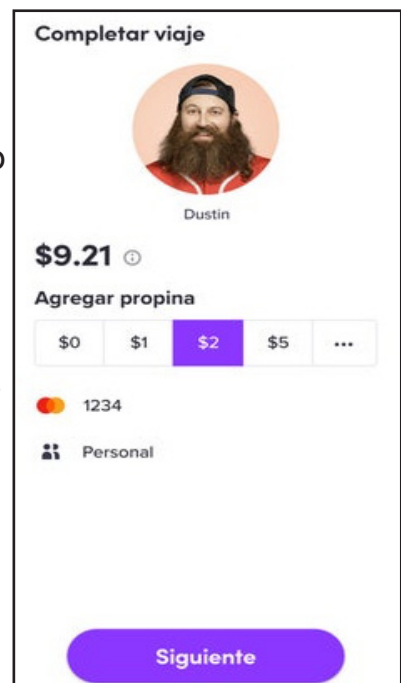 Completar viaje
Dustin
$9.21
Agregar propina
$0 $1 $2 $5 ...
1234
Personal
Siguiente